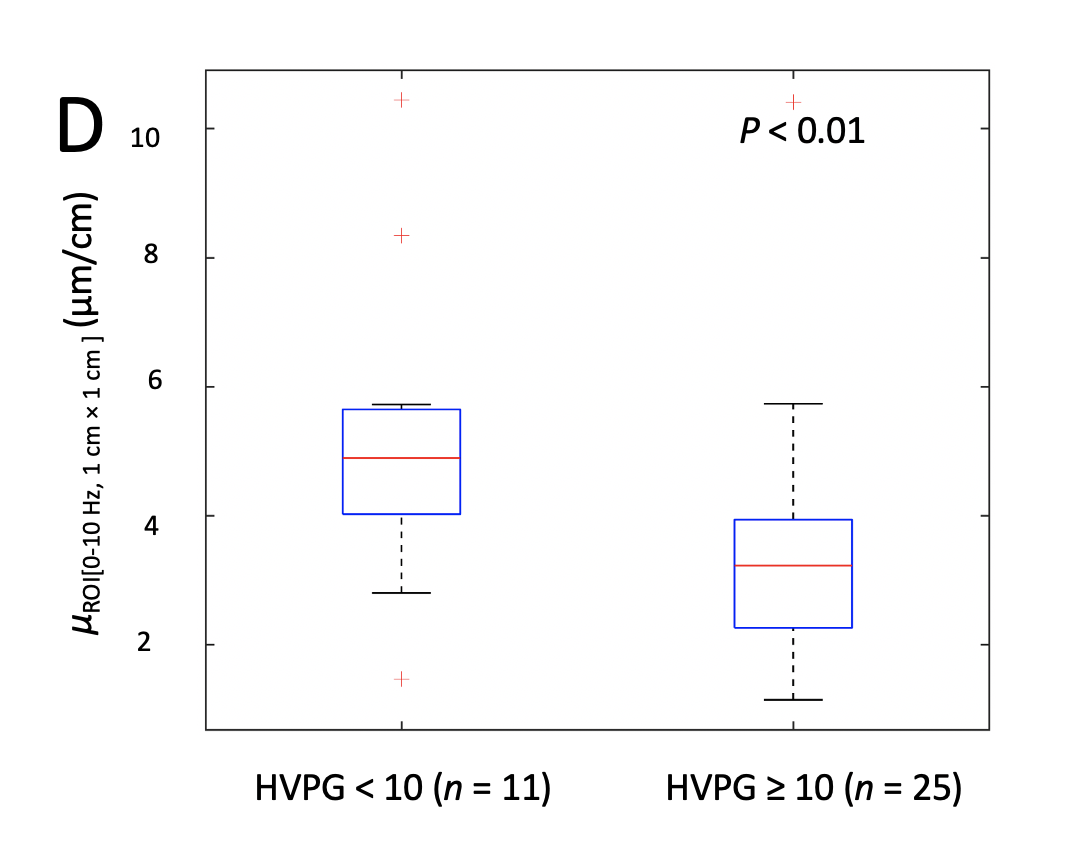 D
μROI[0-10 Hz, 1 cm × 1 cm ] (μm/cm)
10
8
6
4
2
P < 0.01
HVPG < 10 (n = 11)
HVPG ≥ 10 (n = 25)